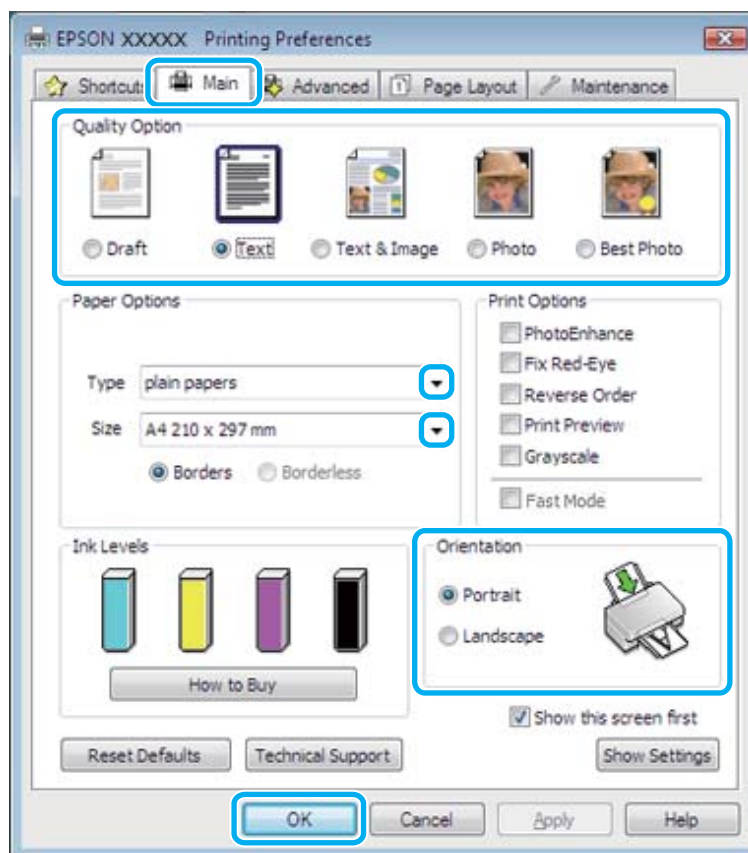 EPSON XXXXX Printing Preferences
Shortcuts Main Advanced Page Layout Maintenance
Quality Option
Draft Text Text & Image Photo Best Photo
Paper Options
Type plain papers
Size A4 210 x 297 mm
Borders Borderless
Print Options
PhotoEnhance
Fix Red-Eye
Reverse Order
Print Preview
Grayscale
Fast Mode
Ink Levels
How to Buy
Orientation
Portrait
Landscape
Show this screen first
Reset Defaults Technical Support Show Settings
OK Cancel Apply Help